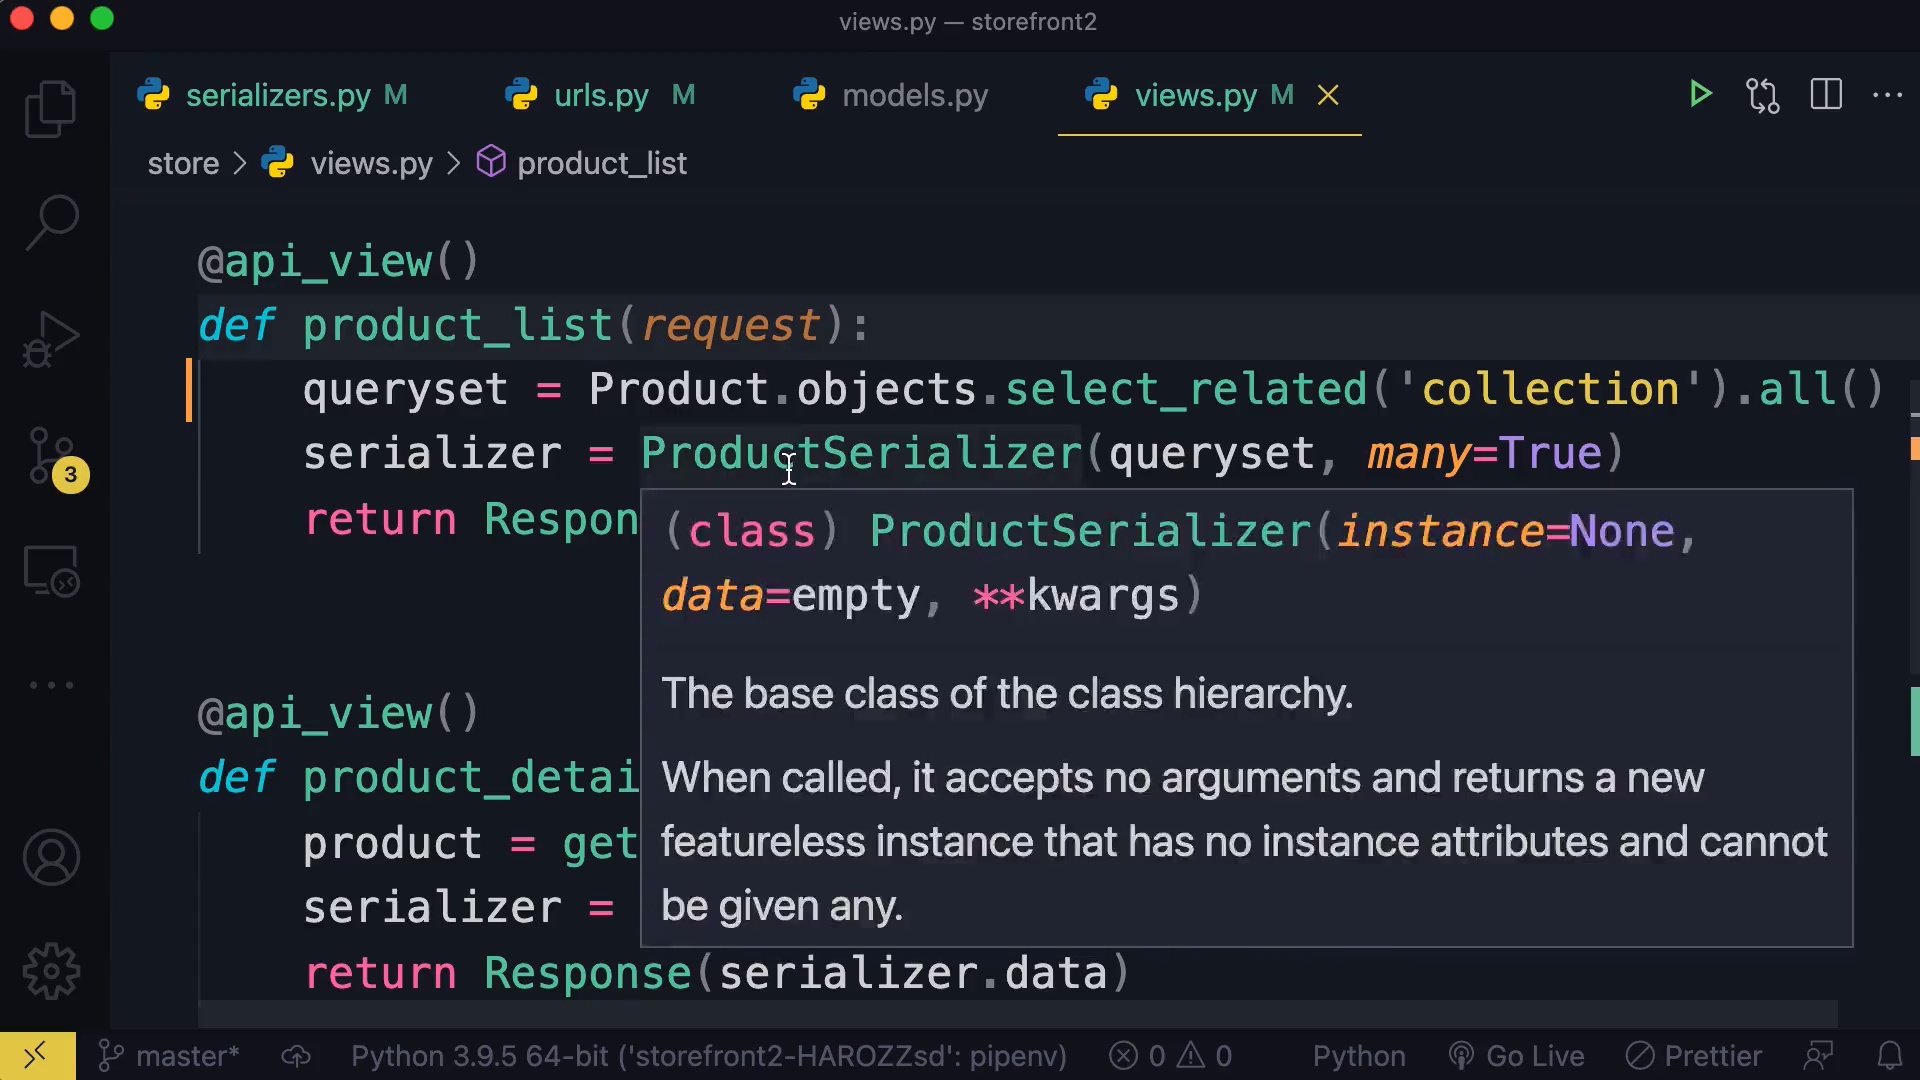 views.py — storefront2
serializers.py M urls.py M models.py views.py M
store > views.py > product_list
@api_view()
def product_list(request):
queryset = Product.objects.select_related('collection').all()
serializer = ProductSerializer(queryset, many=True)
return Respon
(class) ProductSerializer(instance=None,
data=empty, **kwargs)
The base class of the class hierarchy.
When called, it accepts no arguments and returns a new
featureless instance that has no instance attributes and cannot
be given any.
@api_view()
def product_detai
product = get
serializer =
return Response(serializer.data)
3
master* Python 3.9.5 64-bit ('storefront2-HAROZZsd': pipenv) 0 0 Python Go Live Prettier